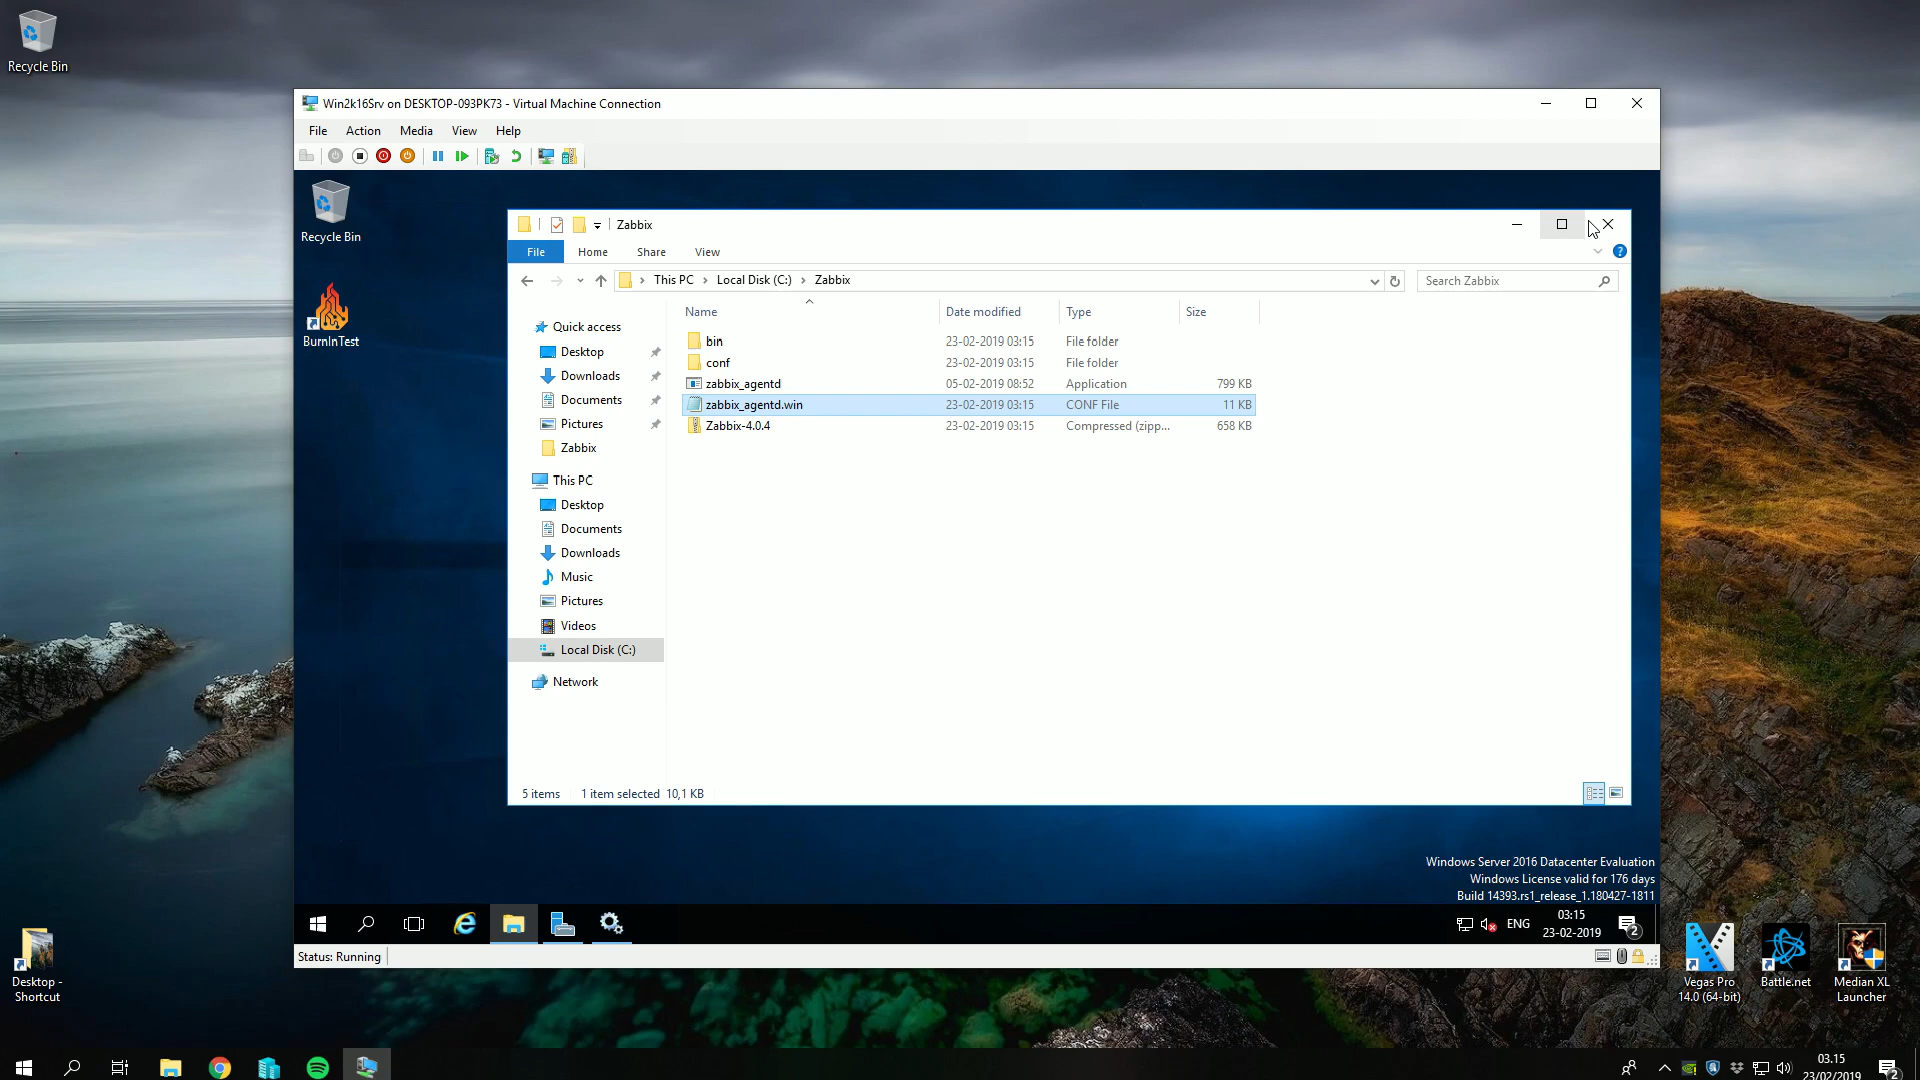 Recycle Bin
Win2k16Srv on DESKTOP-093PK73 - Virtual Machine Connection
File Action Media View Help
Recycle Bin
BurnInTest
Zabbix
File Home Share View
This PC Local Disk (C:) Zabbix
Search Zabbix
Name Date modified Type Size
bin 23-02-2019 03:15 File folder
conf 23-02-2019 03:15 File folder
zabbix_agentd 05-02-2019 08:52 Application 799 KB
zabbix_agentd.win 23-02-2019 03:15 CONF File 11 KB
Zabbix-4.0.4 23-02-2019 03:15 Compressed (zipp... 658 KB
Quick access
Desktop
Downloads
Documents
Pictures
Zabbix
This PC
Desktop
Documents
Downloads
Music
Pictures
Videos
Local Disk (C:)
Network
5 items 1 item selected 10,1 KB
Windows Server 2016 Datacenter Evaluation
Windows License valid for 176 days
Build 14393.rs1_release_1.180427-1811
ENG
03:15
23-02-2019
2
Status: Running
Desktop -
Shortcut
Vegas Pro
14.0 (64-bit)
Battle.net
Median XL
Launcher
03.15
23/02/2019
2